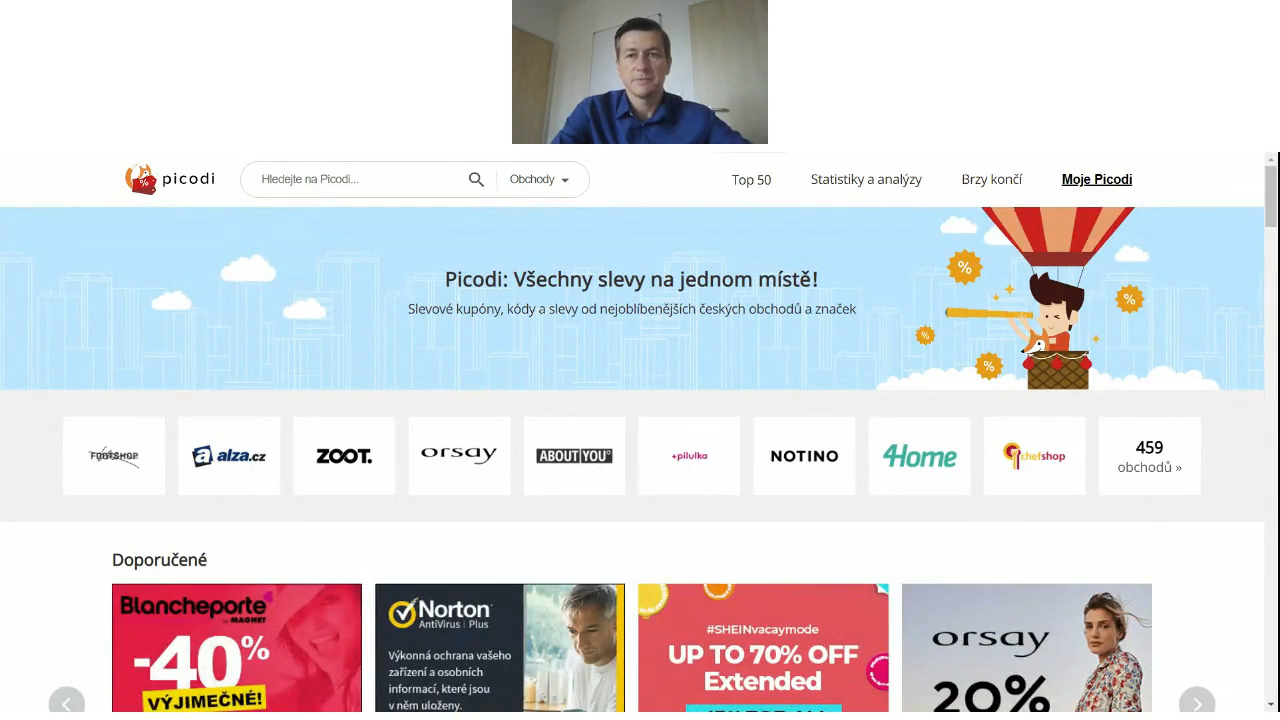 picodi
Hledejte na Picodi...
Obchody
Top 50
Statistiky a analýzy
Brzy končí
Moje Picodi
Picodi: Všechny slevy na jednom místě!
Slevové kupóny, kódy a slevy od nejoblíbenějších českých obchodů a značek
%
%
%
%
%
FOOTSHOP
a alza.cz
ZOOT.
orsay
ABOUT YOU°
+pilulka
NOTINO
4Home
chefshop
459
obchodů »
Doporučené
BLANCHEPORTE
by MAGNET
-40%
VÝJIMEČNÉ!
Norton
AntiVirus | Plus
Výkonná ochrana vašeho
zařízení a osobních
informací, které jsou
v něm uloženy.
#SHEINvacaymode
UP TO 70% OFF
Extended
orsay
20%